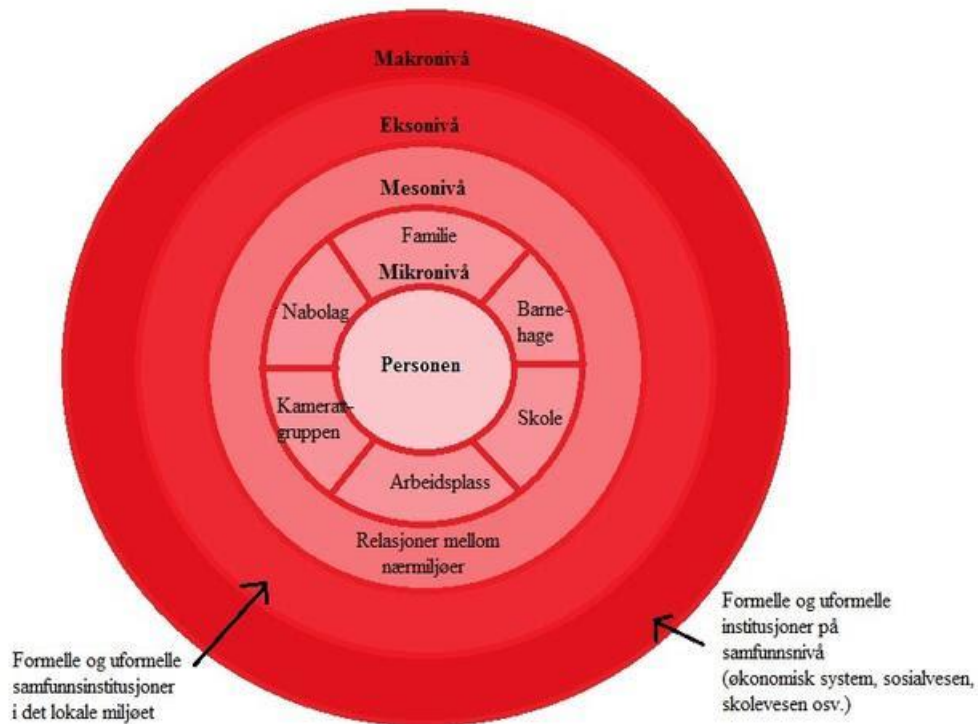 Makronivå
Eksonivå
Mesonivå
Familie
Mikronivå
Nabolag
Barne-
hage
Personen
Kamerat-
gruppen
Skole
Arbeidsplass
Relasjoner mellom
nærmiljøer
Formelle og uformelle
samfunnsinstitusjoner
i det lokale miljøet
Formelle og uformelle
institusjoner på
samfunnsnivå
(økonomisk system, sosialvesen,
skolevesen osv.)